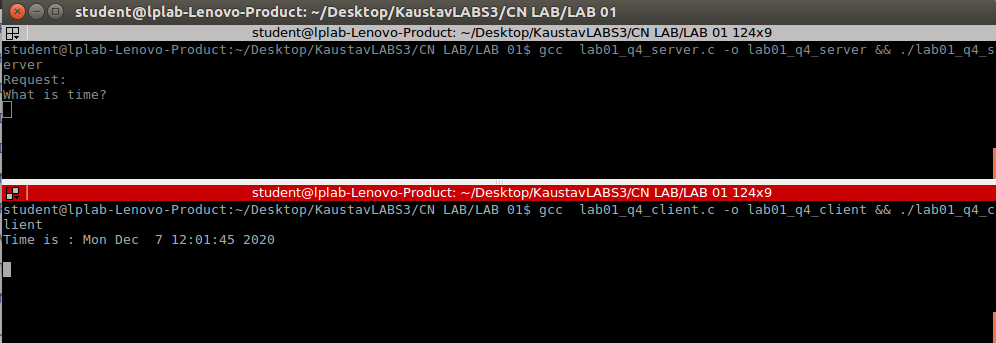 student@lplab-Lenovo-Product: ~/Desktop/KaustavLABS3/CN LAB/LAB 01
student@lplab-Lenovo-Product: ~/Desktop/KaustavLABS3/CN LAB/LAB 01 124x9
student@lplab-Lenovo-Product:~/Desktop/KaustavLABS3/CN LAB/LAB 01$ gcc  lab01_q4_server.c -o lab01_q4_server && ./lab01_q4_s
erver
Request:
What is time?
student@lplab-Lenovo-Product: ~/Desktop/KaustavLABS3/CN LAB/LAB 01 124x9
student@lplab-Lenovo-Product:~/Desktop/KaustavLABS3/CN LAB/LAB 01$ gcc  lab01_q4_client.c -o lab01_q4_client && ./lab01_q4_c
lient
Time is : Mon Dec  7 12:01:45 2020